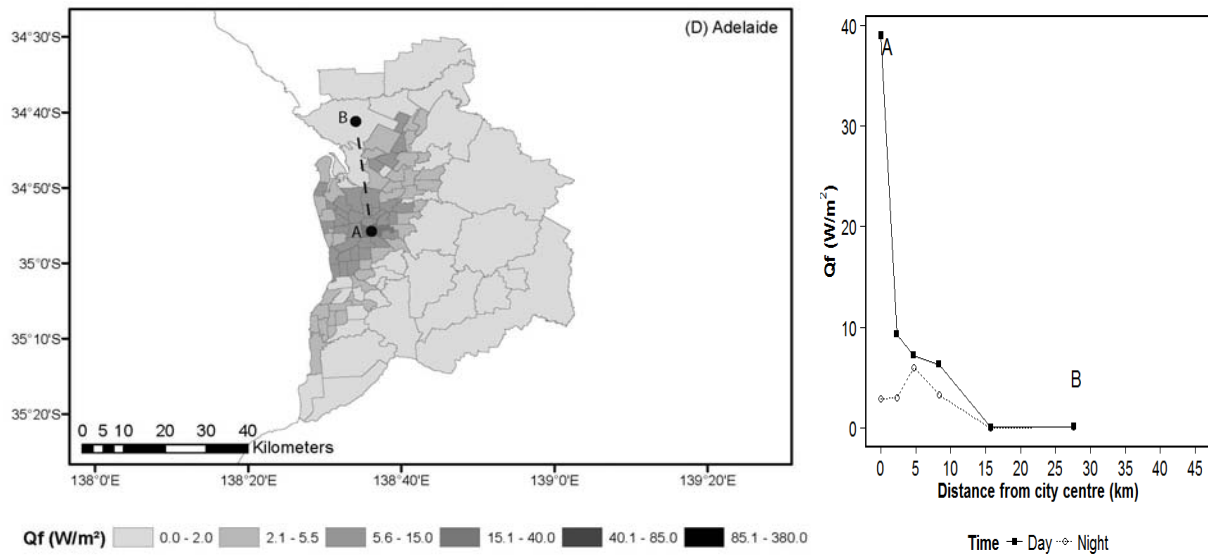 (D) Adelaide
34°30'S
34°40'S
34°50'S
35°0'S
35°10'S
35°20'S
B
A
0 5 10 20 30 40
Kilometers
138°0'E 138°20'E 138°40'E 139°0'E 139°20'E
Qf (W/m²) 0.0 - 2.0 2.1 - 5.5 5.6 - 15.0 15.1 - 40.0 40.1 - 85.0 85.1 - 380.0
Qf (W/m²)
40
30
20
10
0
A
B
0 5 10 15 20 25 30 35 40 45
Distance from city centre (km)
Time Day Night